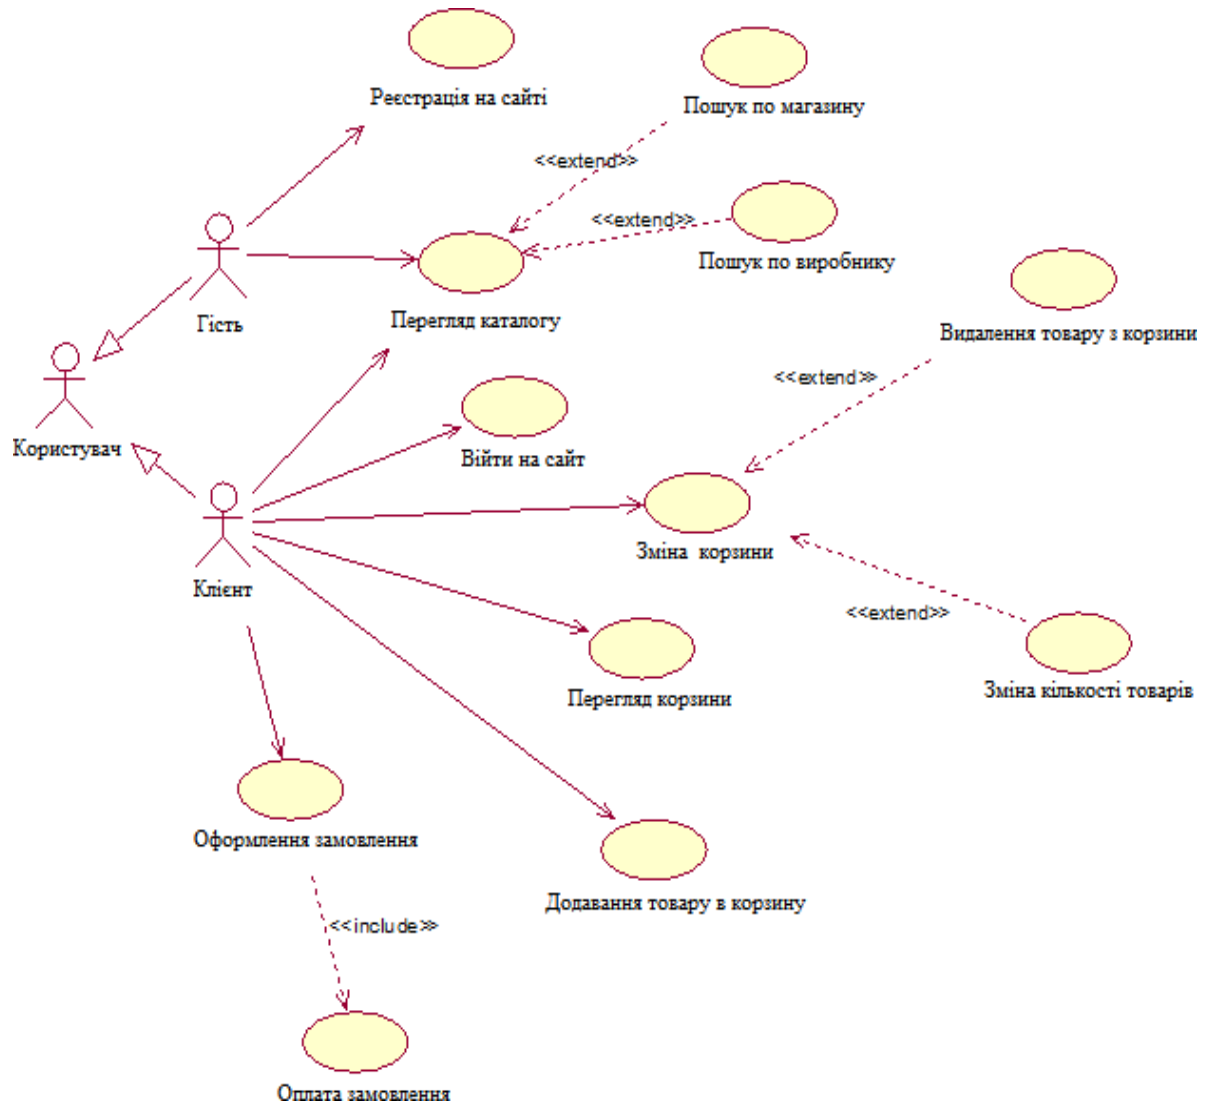 Реєстрація на сайті
Пошук по магазину
<<extend>>
<<extend>>
Пошук по виробнику
Гість
Перегляд каталогу
Видалення товару з корзини
<<extend>>
Користувач
Війти на сайт
Зміна корзини
Клієнт
<<extend>>
Перегляд корзини
Зміна кількості товарів
Оформлення замовлення
Додавання товару в корзину
<<include>>
Оплата замовлення